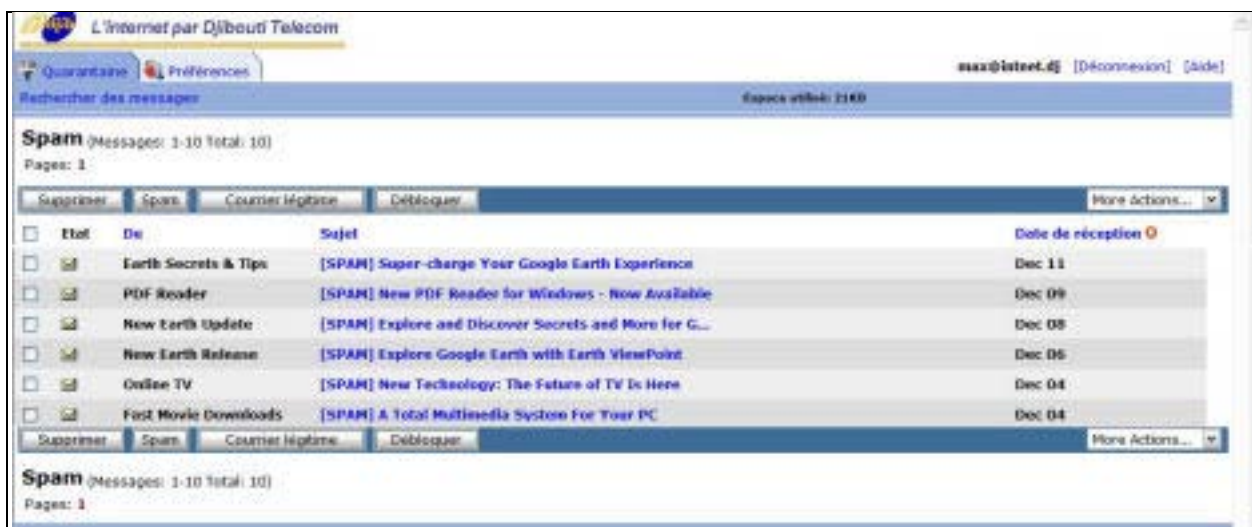 L'internet par Djibouti Telecom
Quarantaine Préférences max@intnet.dj [Déconnexion] [Aide]
Rechercher des messages Espace utilisé: 21KB
Spam (Messages: 1-10 Total: 10)
Pages: 1
Supprimer Spam Courrier légitime Débloquer More Actions...
Etat De Sujet Date de réception
Earth Secrets & Tips [SPAM] Super-charge Your Google Earth Experience Dec 11
PDF Reader [SPAM] New PDF Reader for Windows - Now Available Dec 09
New Earth Update [SPAM] Explore and Discover Secrets and More for G... Dec 08
New Earth Release [SPAM] Explore Google Earth with Earth ViewPoint Dec 06
Online TV [SPAM] New Technology: The Future of TV Is Here Dec 04
Fast Movie Downloads [SPAM] A Total Multimedia System For Your PC Dec 04
Supprimer Spam Courrier légitime Débloquer More Actions...
Spam (Messages: 1-10 Total: 10)
Pages: 1